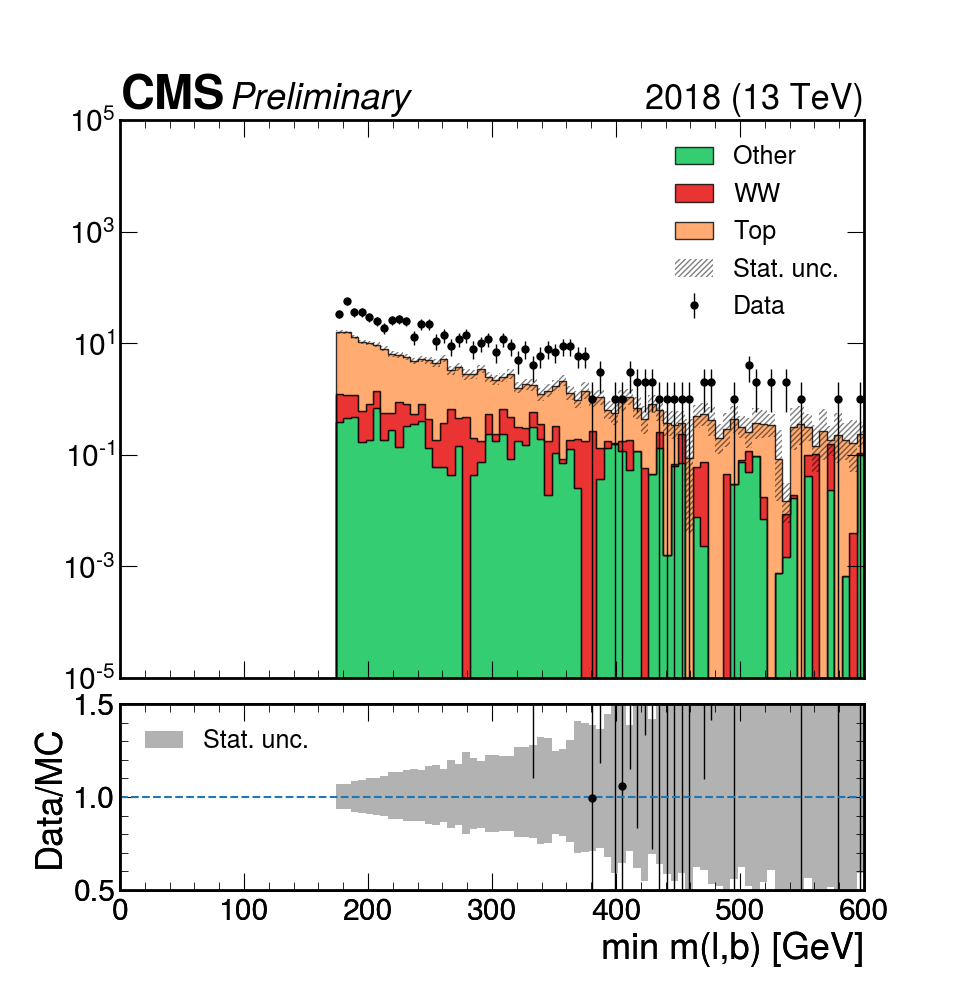 CMS Preliminary 2018 (13 TeV)
10^5
10^3
10^1
10^-1
10^-3
10^-5
Other
WW
Top
Stat. unc.
Data
1.5
1.0
0.5
Data/MC
Stat. unc.
0 100 200 300 400 500 600
min m(l,b) [GeV]